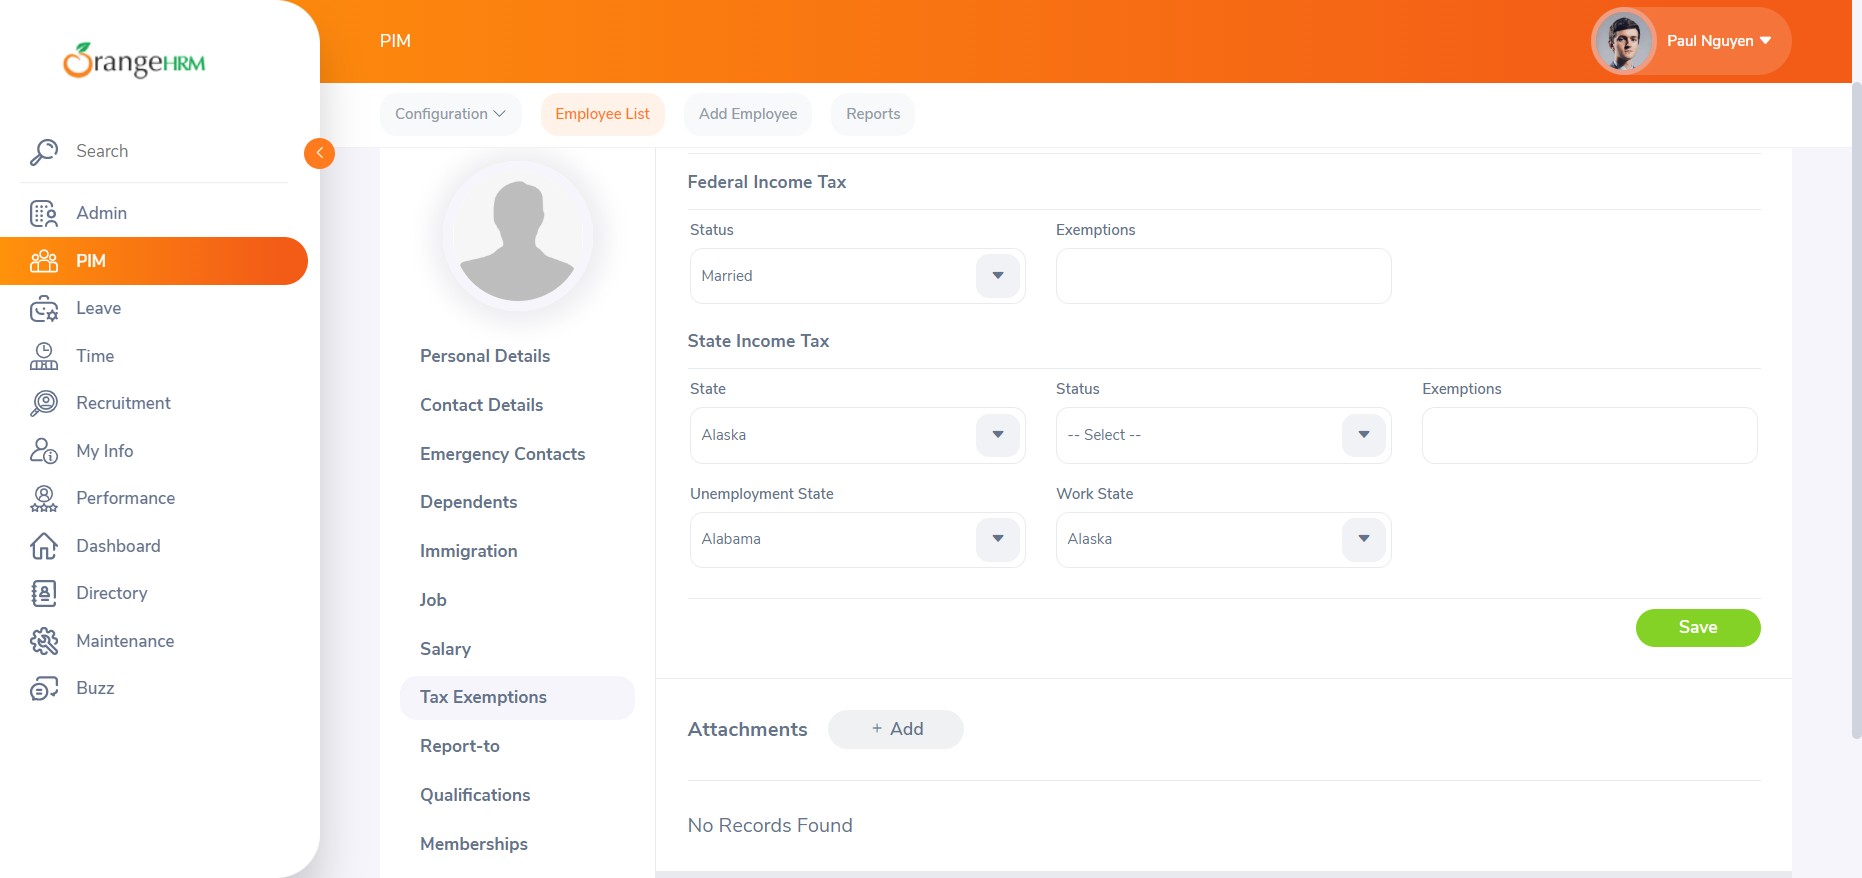 OrangeHRM
Search
Admin
PIM
Leave
Time
Recruitment
My Info
Performance
Dashboard
Directory
Maintenance
Buzz
PIM
Paul Nguyen
Configuration
Employee List
Add Employee
Reports
Personal Details
Contact Details
Emergency Contacts
Dependents
Immigration
Job
Salary
Tax Exemptions
Report-to
Qualifications
Memberships
Federal Income Tax
Status
Exemptions
Married
State Income Tax
State
Status
Exemptions
Alaska
-- Select --
Unemployment State
Work State
Alabama
Alaska
Save
Attachments
+ Add
No Records Found